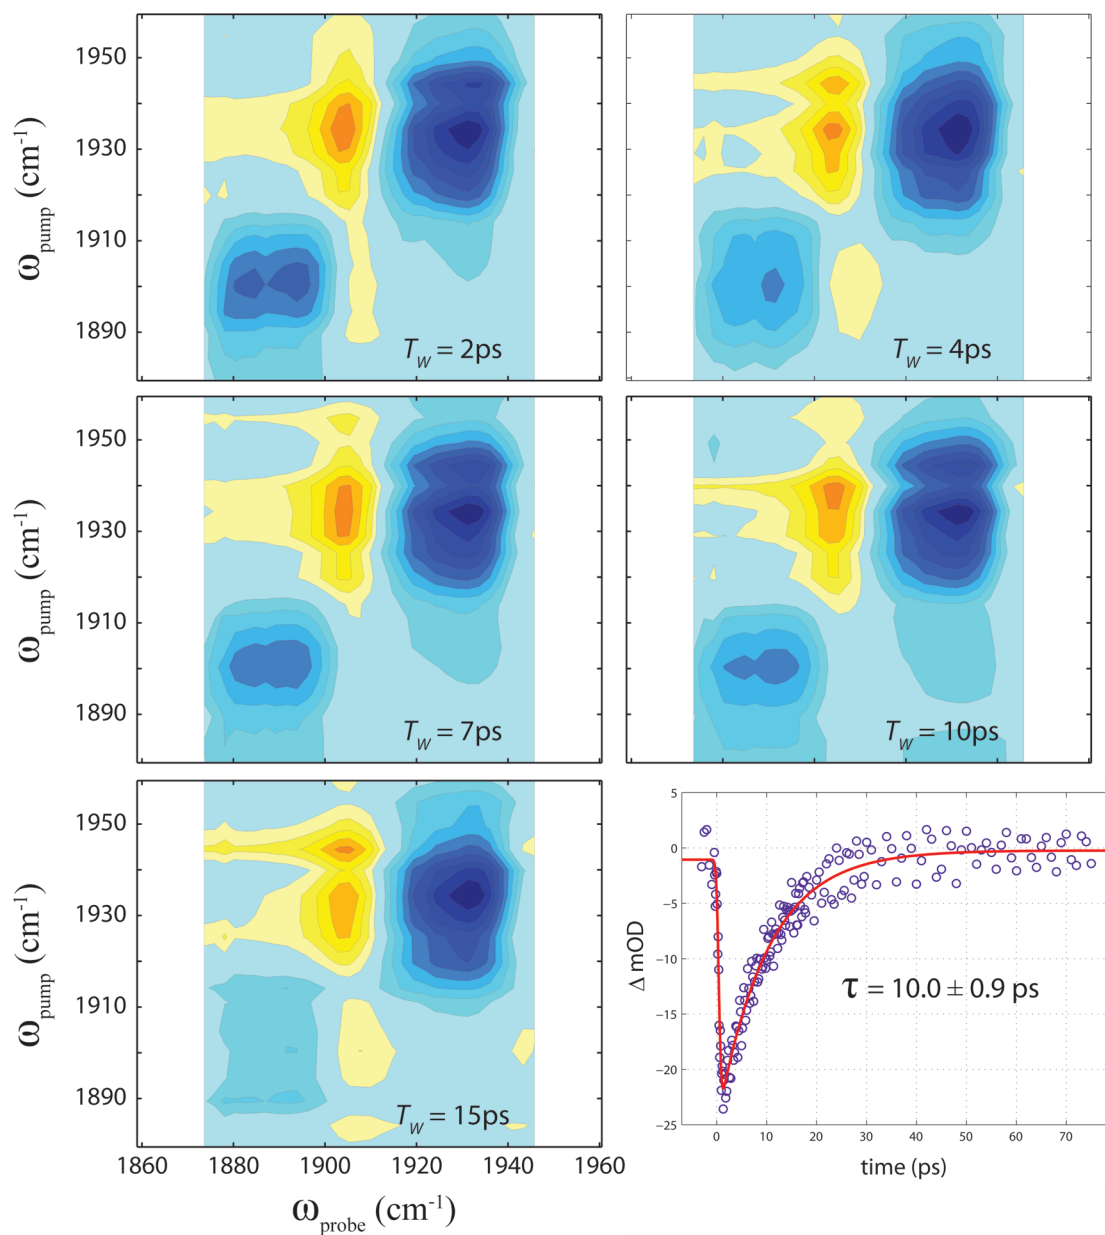 1950
1930
1910
1890
ω_pump (cm⁻¹)
T_W = 2ps
T_W = 4ps
1950
1930
1910
1890
ω_pump (cm⁻¹)
T_W = 7ps
T_W = 10ps
1950
1930
1910
1890
ω_pump (cm⁻¹)
T_W = 15ps
1860 1880 1900 1920 1940 1960
ω_probe (cm⁻¹)
5
0
−5
−10
−15
−20
−25
Δ mOD
τ = 10.0 ± 0.9 ps
0 10 20 30 40 50 60 70
time (ps)